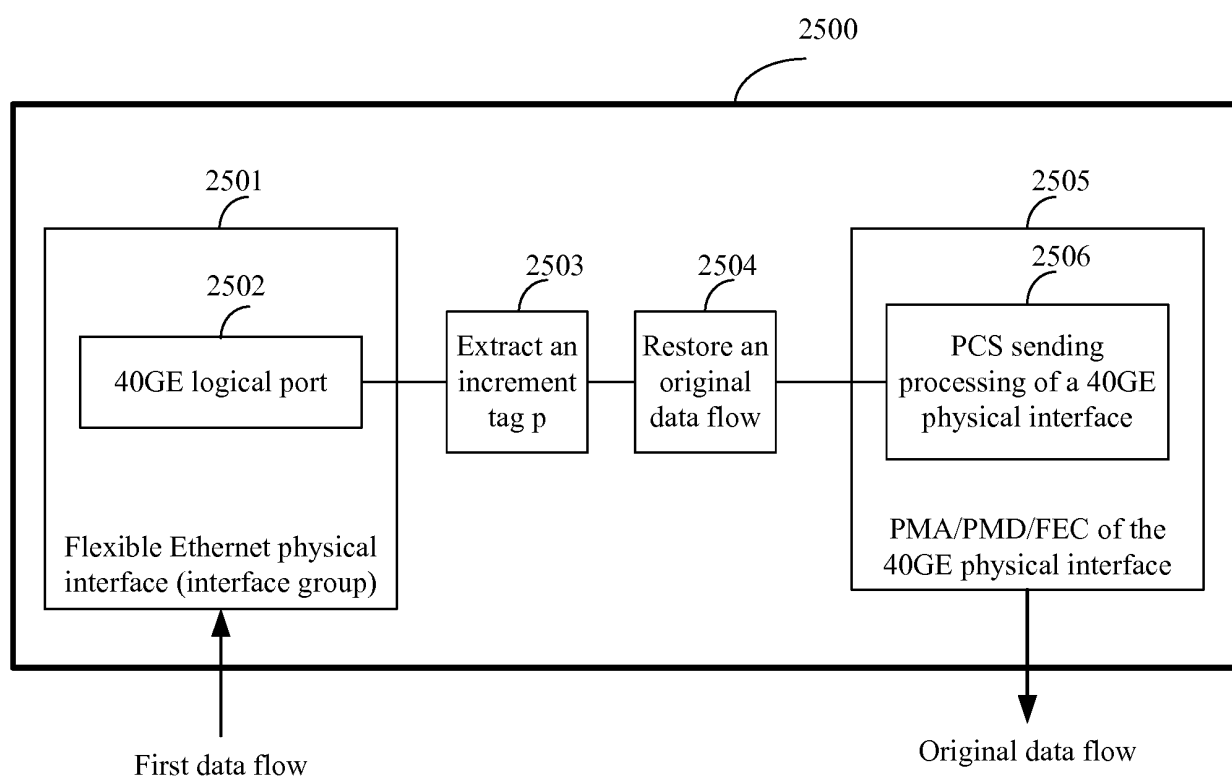 2500
2501
2505
2502
2503
2504
2506
40GE logical port
Extract an
increment
tag p
Restore an
original
data flow
PCS sending
processing of a 40GE
physical interface
Flexible Ethernet physical
interface (interface group)
PMA/PMD/FEC of the
40GE physical interface
First data flow
Original data flow